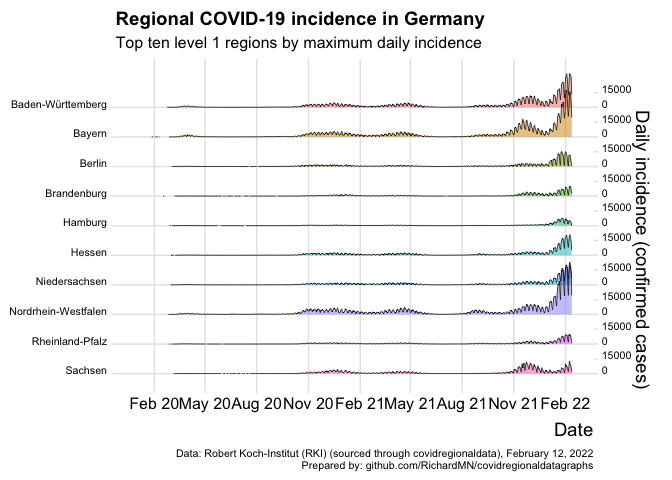 Regional COVID-19 incidence in Germany
Top ten level 1 regions by maximum daily incidence
Baden-Württemberg
Bayern
Berlin
Brandenburg
Hamburg
Hessen
Niedersachsen
Nordrhein-Westfalen
Rheinland-Pfalz
Sachsen
15000
0
15000
0
15000
0
15000
0
15000
0
15000
0
15000
0
15000
0
15000
0
15000
0
Daily incidence (confirmed cases)
Feb 20 May 20 Aug 20 Nov 20 Feb 21 May 21 Aug 21 Nov 21 Feb 22
Date
Data: Robert Koch-Institut (RKI) (sourced through covidregionaldata), February 12, 2022
Prepared by: github.com/RichardMN/covidregionaldatagraphs